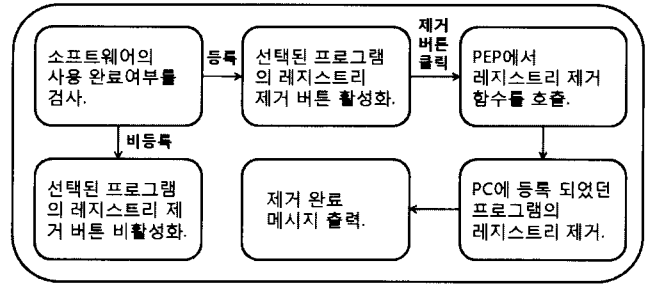 소프트웨어의
사용 완료여부를
검사.
등록
선택된 프로그램
의 레지스트리
제거 버튼 활성화.
제거
버튼
클릭
PEP에서
레지스트리 제거
함수를 호출.
비등록
선택된 프로그램
의 레지스트리 제
거 버튼 비활성화.
제거 완료
메시지 출력.
PC에 등록 되었던
프로그램의
레지스트리 제거.